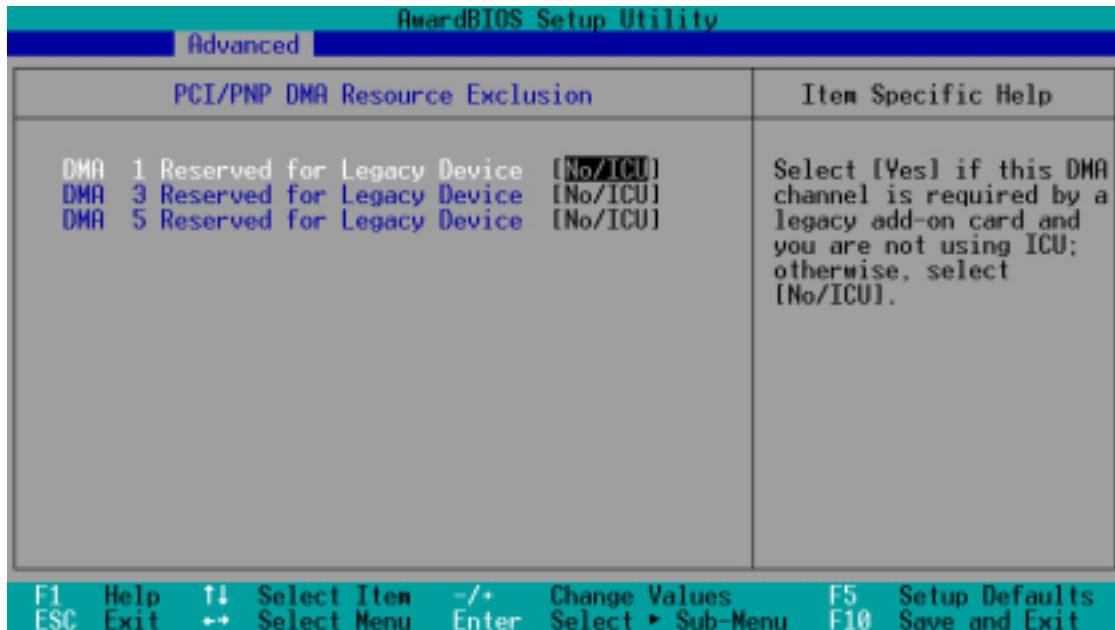 AwardBIOS Setup Utility
Advanced
PCI/PNP DMA Resource Exclusion
Item Specific Help
DMA 1 Reserved for Legacy Device [No/ICU]
DMA 3 Reserved for Legacy Device [No/ICU]
DMA 5 Reserved for Legacy Device [No/ICU]
Select [Yes] if this DMA
channel is required by a
legacy add-on card and
you are not using ICU;
otherwise, select
[No/ICU].
F1 Help ↑↓ Select Item -/+ Change Values F5 Setup Defaults
ESC Exit ←→ Select Menu Enter Select ► Sub-Menu F10 Save and Exit